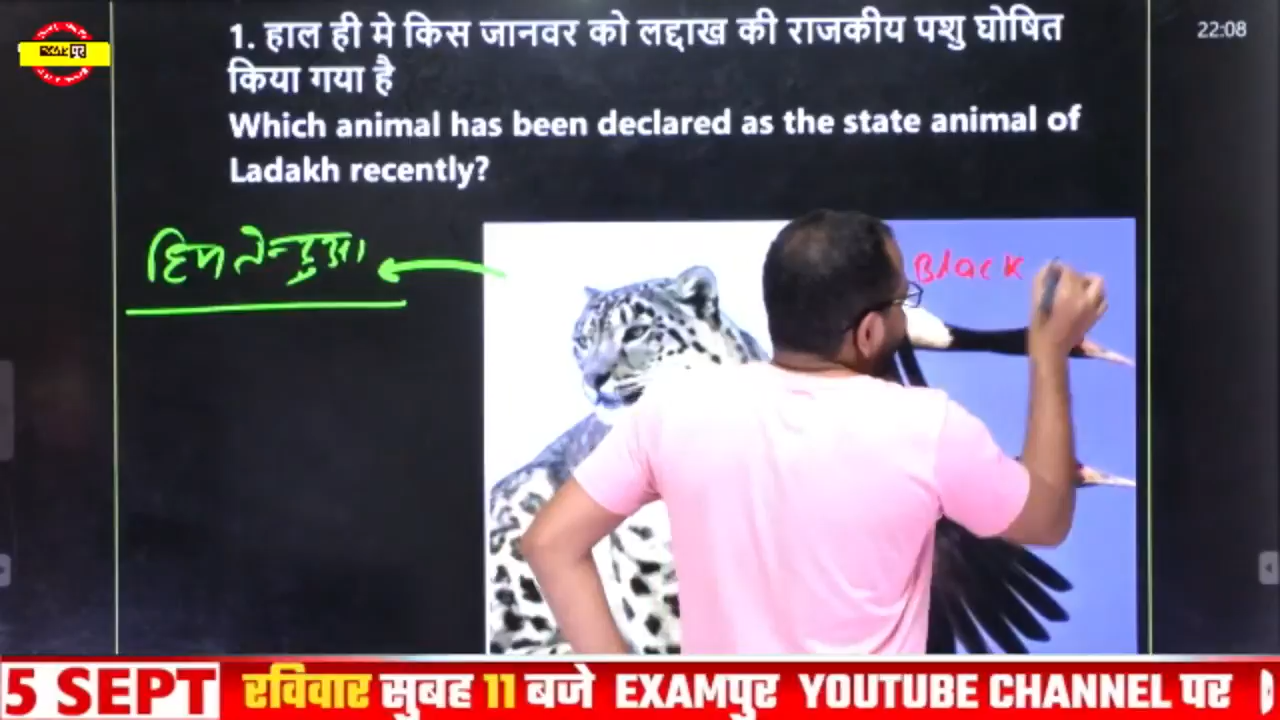 EXAMपुर
1. हाल ही मे किस जानवर को लद्दाख की राजकीय पशु घोषित
किया गया है
Which animal has been declared as the state animal of
Ladakh recently?
22:08
हिम तेन्दुआ
Black
5 SEPT रविवार सुबह 11 बजे EXAMपुर YOUTUBE CHANNEL पर